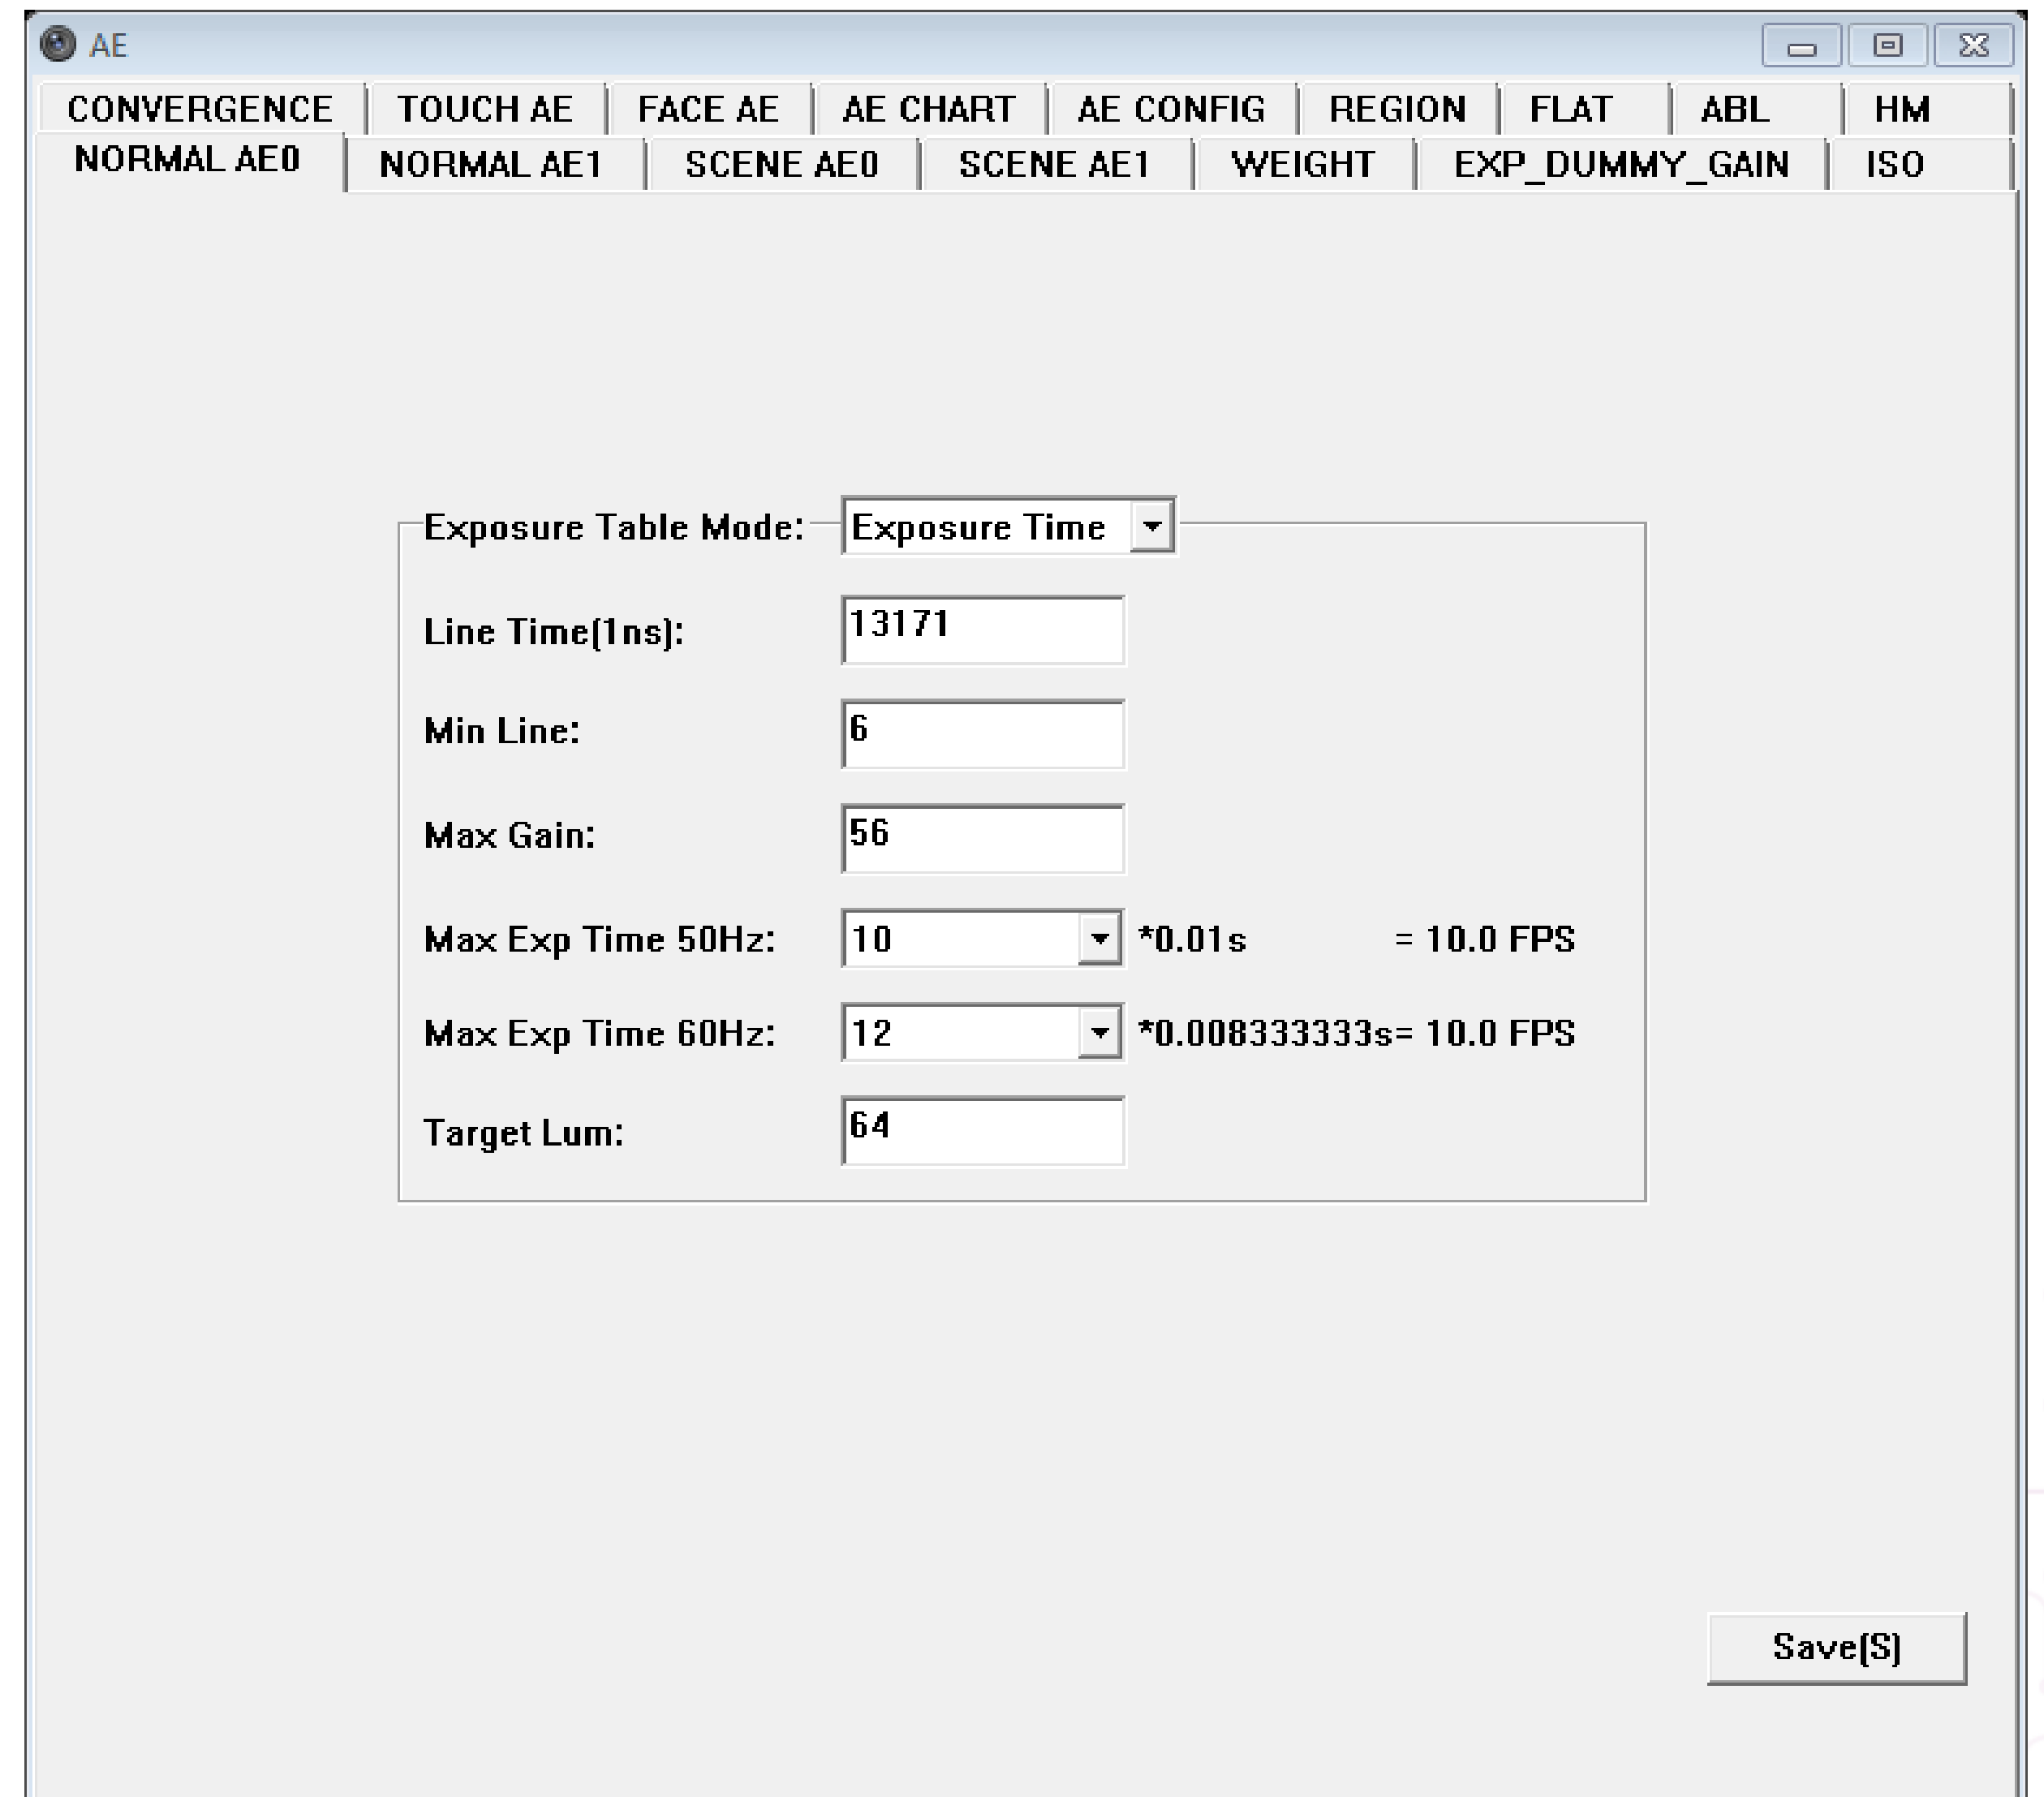 AE
CONVERGENCE TOUCH AE FACE AE AE CHART AE CONFIG REGION FLAT ABL HM
NORMAL AE0 NORMAL AE1 SCENE AE0 SCENE AE1 WEIGHT EXP_DUMMY_GAIN ISO
Exposure Table Mode: Exposure Time
Line Time(1ns): 13171
Min Line: 6
Max Gain: 56
Max Exp Time 50Hz: 10 *0.01s = 10.0 FPS
Max Exp Time 60Hz: 12 *0.008333333s= 10.0 FPS
Target Lum: 64
Save(S)